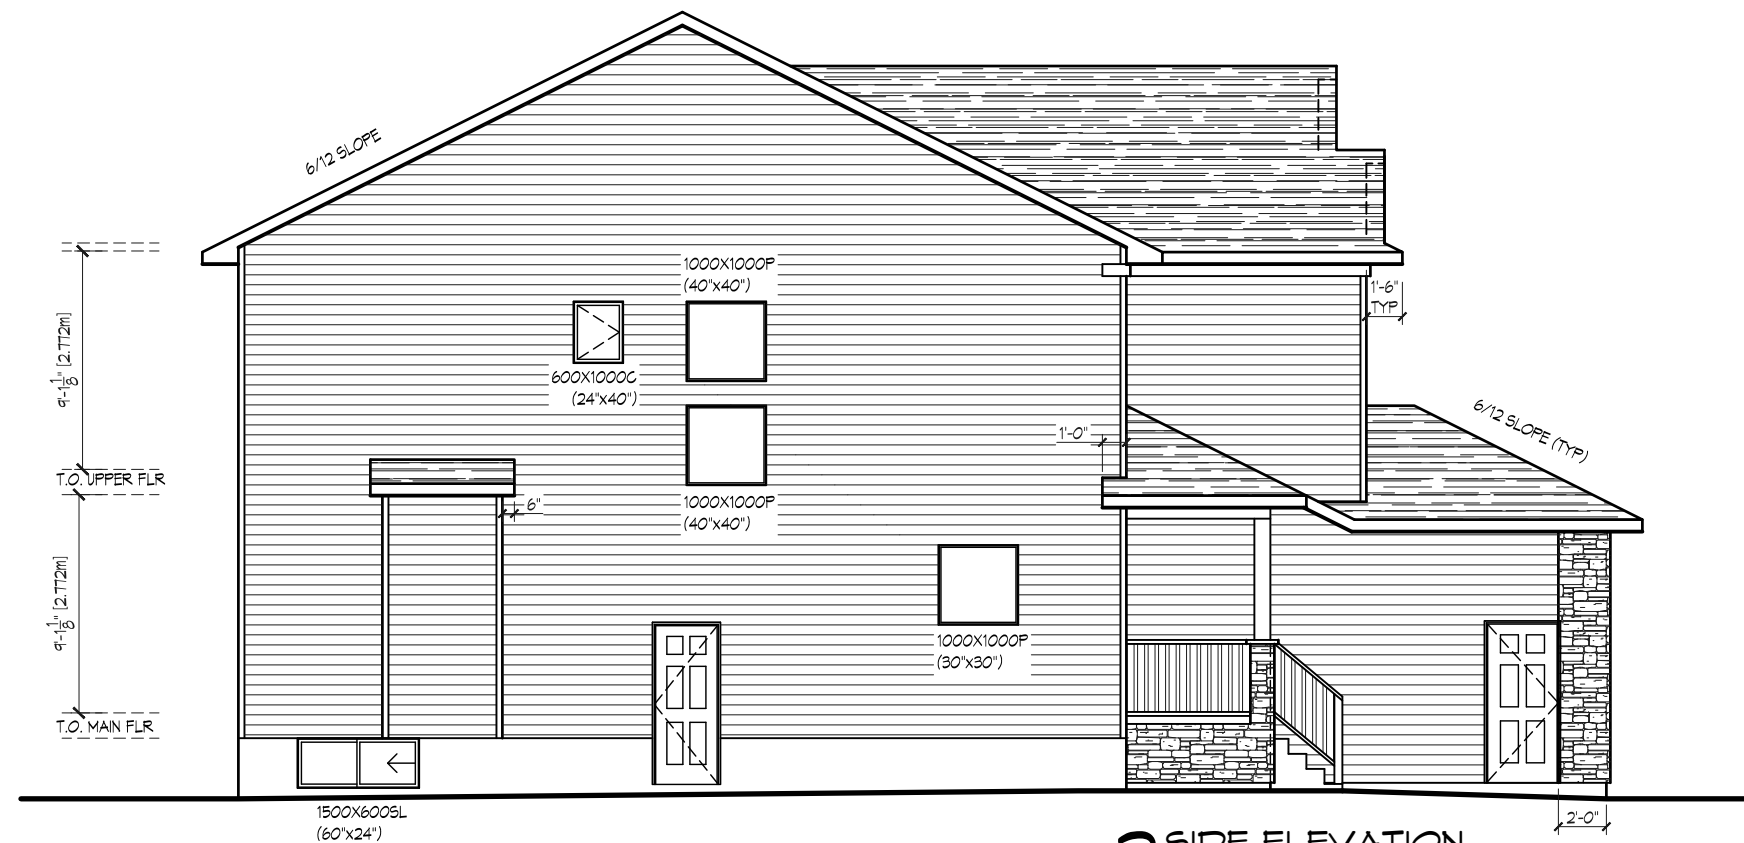 6/12 SLOPE
1000X1000P
(40"x40")
1'-6"
TYP
9'-1 1/8" [2.772m]
600X1000C
(24"x40")
6/12 SLOPE (TYP)
1'-0"
T.O. UPPER FLR
6"
1000X1000P
(40"x40")
9'-1 1/8" [2.772m]
1000X1000P
(30"x30")
T.O. MAIN FLR
1500X600SL
(60"x24")
2'-0"
SIDE ELEVATION